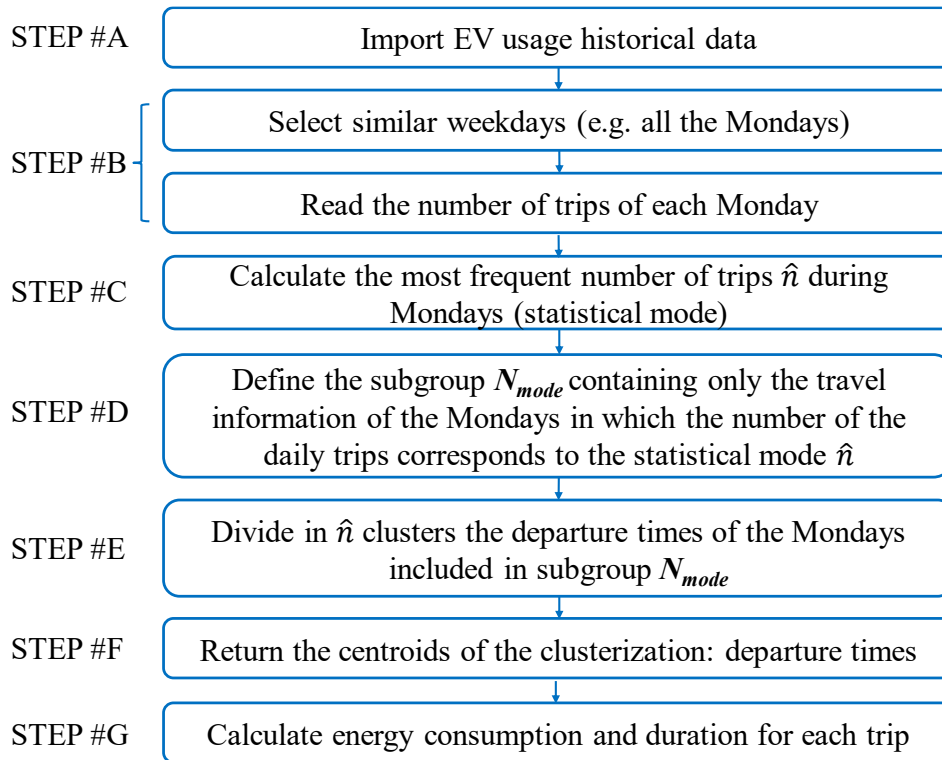 STEP #A
Import EV usage historical data
STEP #B
Select similar weekdays (e.g. all the Mondays)
Read the number of trips of each Monday
STEP #C
Calculate the most frequent number of trips n̂ during
Mondays (statistical mode)
STEP #D
Define the subgroup N_mode containing only the travel
information of the Mondays in which the number of the
daily trips corresponds to the statistical mode n̂
STEP #E
Divide in n̂ clusters the departure times of the Mondays
included in subgroup N_mode
STEP #F
Return the centroids of the clusterization: departure times
STEP #G
Calculate energy consumption and duration for each trip